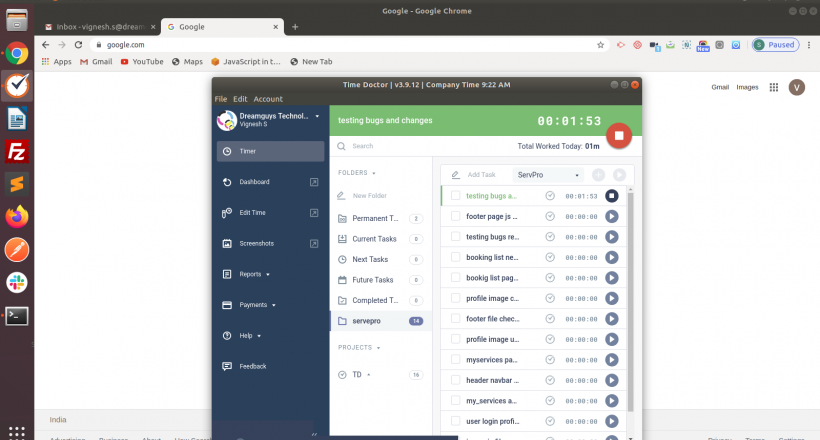 Google - Google Chrome
Inbox - vignesh.s@dream
Google
google.com
New
S Paused
Apps Gmail YouTube Maps JavaScript in t... New Tab
Gmail Images V
Time Doctor | v3.9.12 | Company Time 9:22 AM
File Edit Account
Dreamguys Technol...
Vignesh S
Timer
Dashboard
Edit Time
Screenshots
Reports
Payments
Help
Feedback
testing bugs and changes 00:01:53
Search Total Worked Today: 01m
FOLDERS
New Folder
Permanent T... 2
Current Tasks 0
Next Tasks 0
Future Tasks 0
Completed T... 0
servepro 14
PROJECTS
TD 16
Add Task ServPro
testing bugs a... 00:01:53
footer page js ... 00:00:00
testing bugs re... 00:00:00
booking list ne... 00:00:00
bookig list pag... 00:00:00
profile image c... 00:00:00
footer file chec... 00:00:00
profile image u... 00:00:00
myservices pa... 00:00:00
header navbar ... 00:00:00
my_services a... 00:00:00
user login profi... 00:00:00
India
Advertising Business About How Sear
Privacy Terms Settings